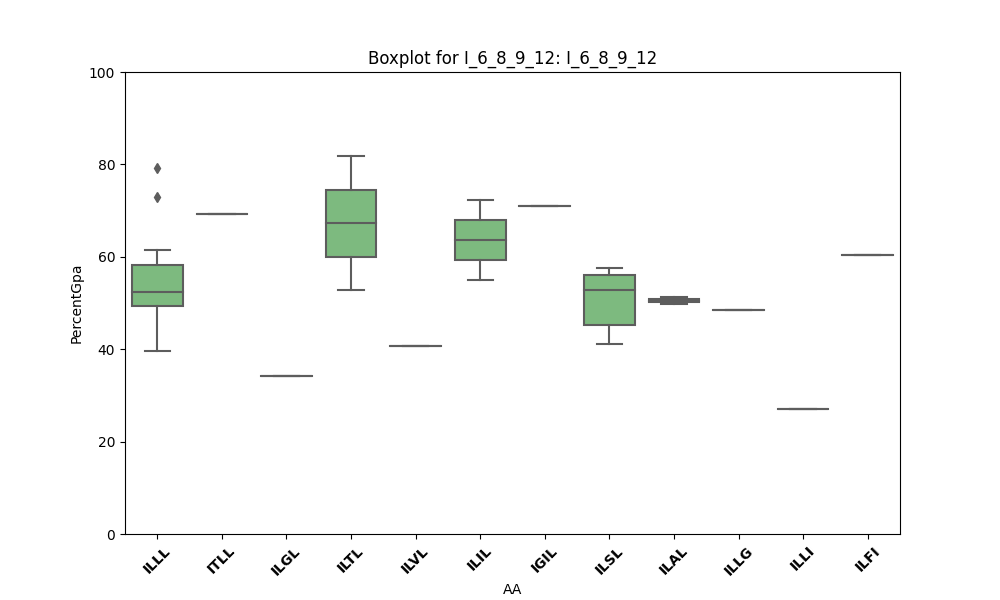 Boxplot for I_6_8_9_12: I_6_8_9_12
PercentGpa
100
80
60
40
20
0
ILLL ITLL ILGL ILTL ILVL ILIL IGIL ILSL ILAL ILLG ILLI ILFI
AA